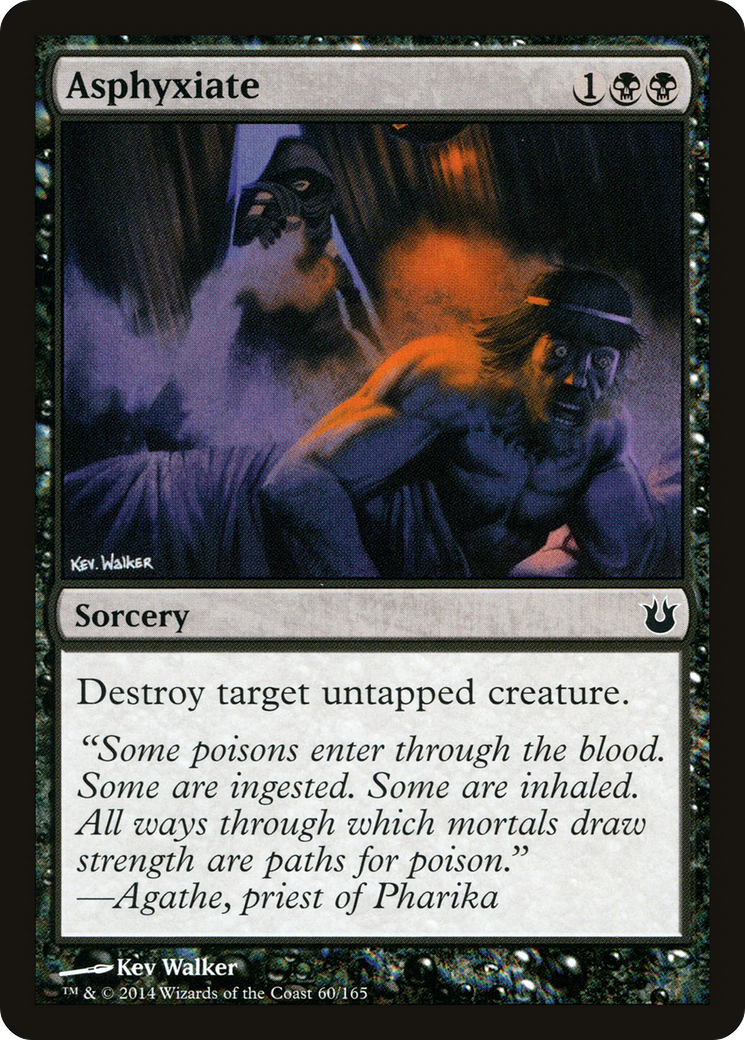 Asphyxiate
1
KEV. WALKER
Sorcery
Destroy target untapped creature.
“Some poisons enter through the blood.
Some are ingested. Some are inhaled.
All ways through which mortals draw
strength are paths for poison.”
—Agathe, priest of Pharika
Kev Walker
™ & © 2014 Wizards of the Coast 60/165